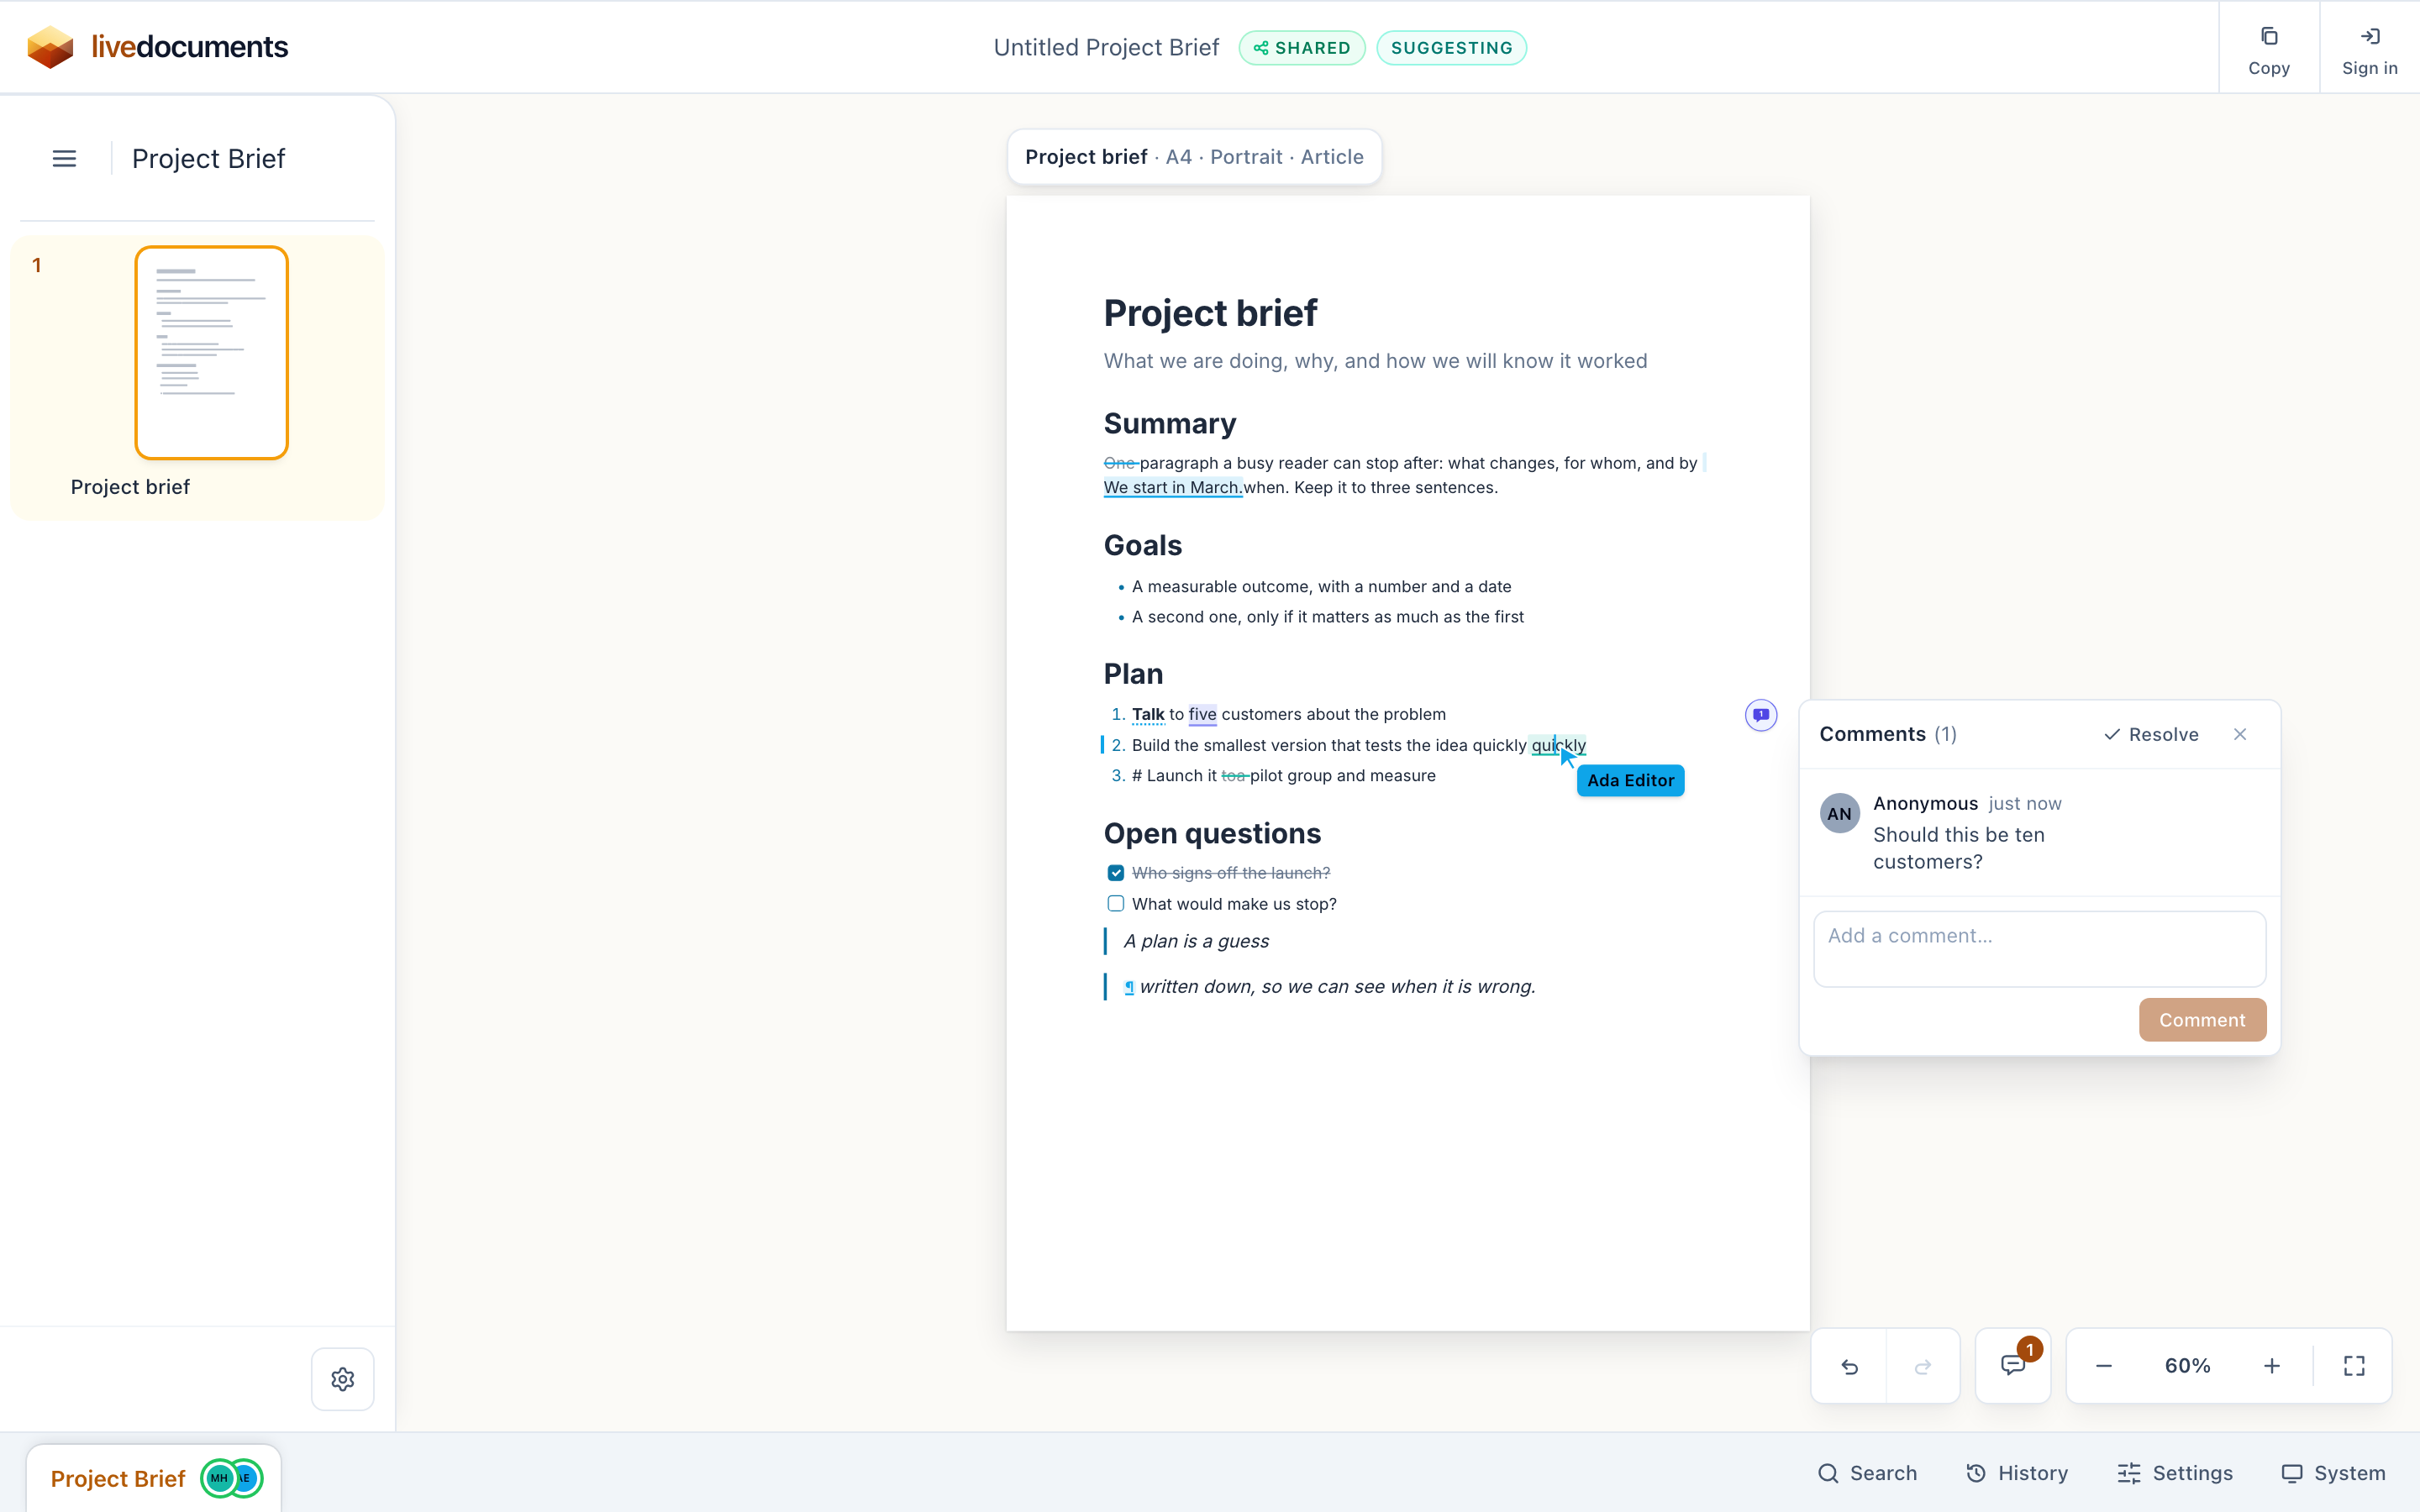 livedocuments
Untitled Project Brief
SHARED
SUGGESTING
Copy
Sign in
Project Brief
1
Project brief
Project brief · A4 · Portrait · Article
Project brief
What we are doing, why, and how we will know it worked
Summary
One paragraph a busy reader can stop after: what changes, for whom, and by
We start in March.when. Keep it to three sentences.
Goals
• A measurable outcome, with a number and a date
• A second one, only if it matters as much as the first
Plan
1. Talk to five customers about the problem
2. Build the smallest version that tests the idea quickly quickly
3. # Launch it toa pilot group and measure
Ada Editor
Open questions
Who signs off the launch?
What would make us stop?
A plan is a guess
¶ written down, so we can see when it is wrong.
1
Comments (1)
Resolve
AN
Anonymous just now
Should this be ten
customers?
Add a comment...
Comment
1
60%
Project Brief
MH
AE
Search
History
Settings
System